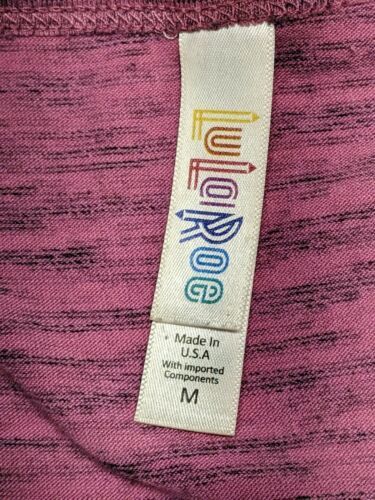 LuLaRoe
Made In
U.S.A
With imported
Components
M